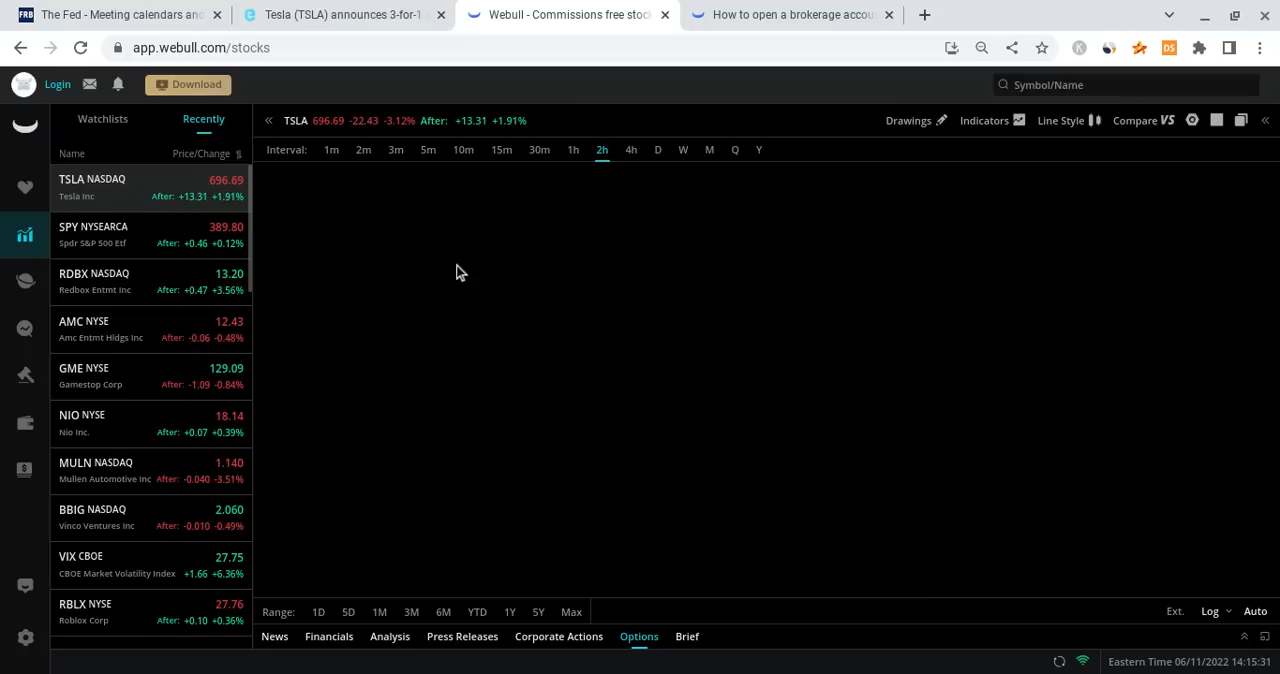 FRB The Fed - Meeting calendars and
Tesla (TSLA) announces 3-for-1
Webull - Commissions free stoc
How to open a brokerage accou
app.webull.com/stocks
K
DS
Login
Download
Symbol/Name
Watchlists
Recently
Name Price/Change
TSLA NASDAQ 696.69
Tesla Inc After: +13.31 +1.91%
SPY NYSEARCA 389.80
Spdr S&P 500 Etf After: +0.46 +0.12%
RDBX NASDAQ 13.20
Redbox Entmt Inc After: +0.47 +3.56%
AMC NYSE 12.43
Amc Entmt Hldgs Inc After: -0.06 -0.48%
GME NYSE 129.09
Gamestop Corp After: -1.09 -0.84%
NIO NYSE 18.14
Nio Inc. After: +0.07 +0.39%
MULN NASDAQ 1.140
Mullen Automotive Inc After: -0.040 -3.51%
BBIG NASDAQ 2.060
Vinco Ventures Inc After: -0.010 -0.49%
VIX CBOE 27.75
CBOE Market Volatility Index +1.66 +6.36%
RBLX NYSE 27.76
Roblox Corp After: +0.10 +0.36%
TSLA 696.69 -22.43 -3.12% After: +13.31 +1.91%
Drawings Indicators Line Style Compare VS
Interval: 1m 2m 3m 5m 10m 15m 30m 1h 2h 4h D W M Q Y
Range: 1D 5D 1M 3M 6M YTD 1Y 5Y Max
Ext. Log Auto
News Financials Analysis Press Releases Corporate Actions Options Brief
Eastern Time 06/11/2022 14:15:31